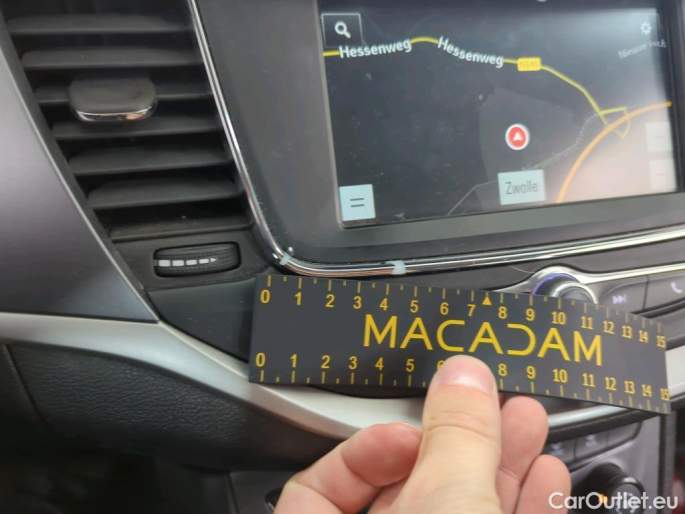 Hessenweg
Hessenweg
Zwolle
0 1 2 3 4 5 6 7 8 9 10 11 12 13 14 15
MACADAM
0 1 2 3 4 5 6 8 9 10 11 12 13 14 15
CarOutlet.eu